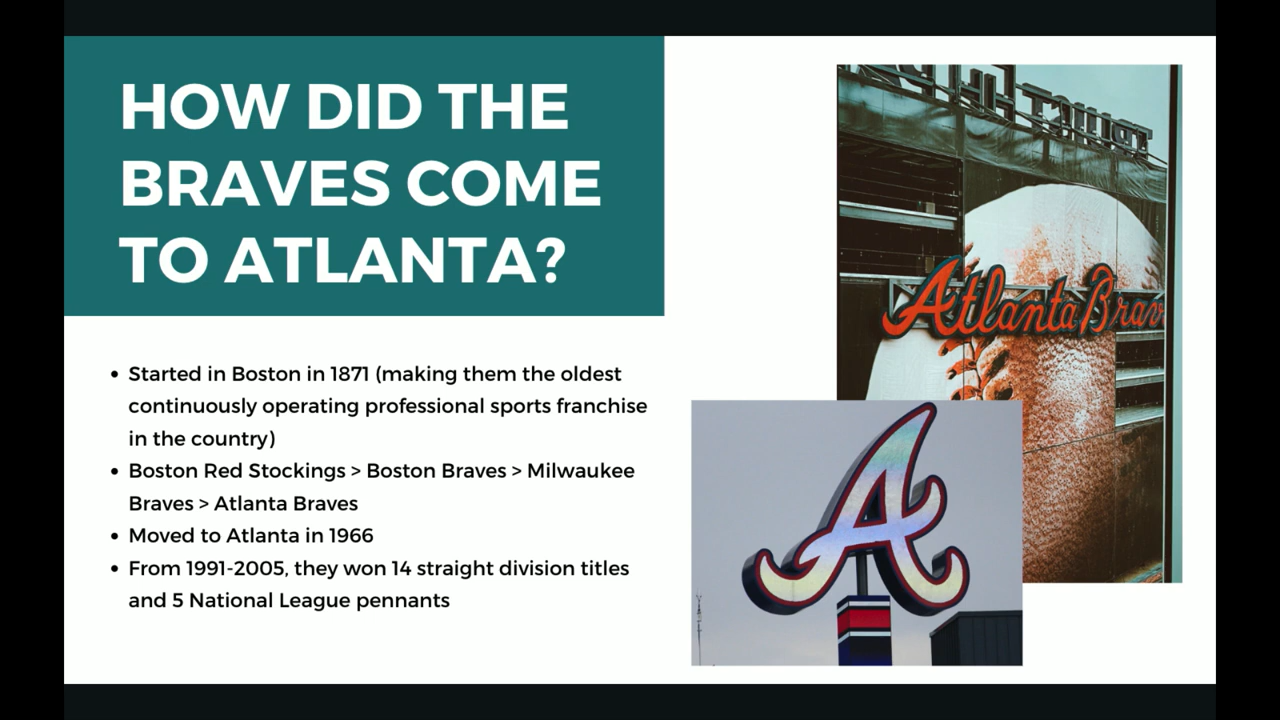 HOW DID THE
BRAVES COME
TO ATLANTA?
• Started in Boston in 1871 (making them the oldest
continuously operating professional sports franchise
in the country)
• Boston Red Stockings > Boston Braves > Milwaukee
Braves > Atlanta Braves
• Moved to Atlanta in 1966
• From 1991-2005, they won 14 straight division titles
and 5 National League pennants
Atlanta
A